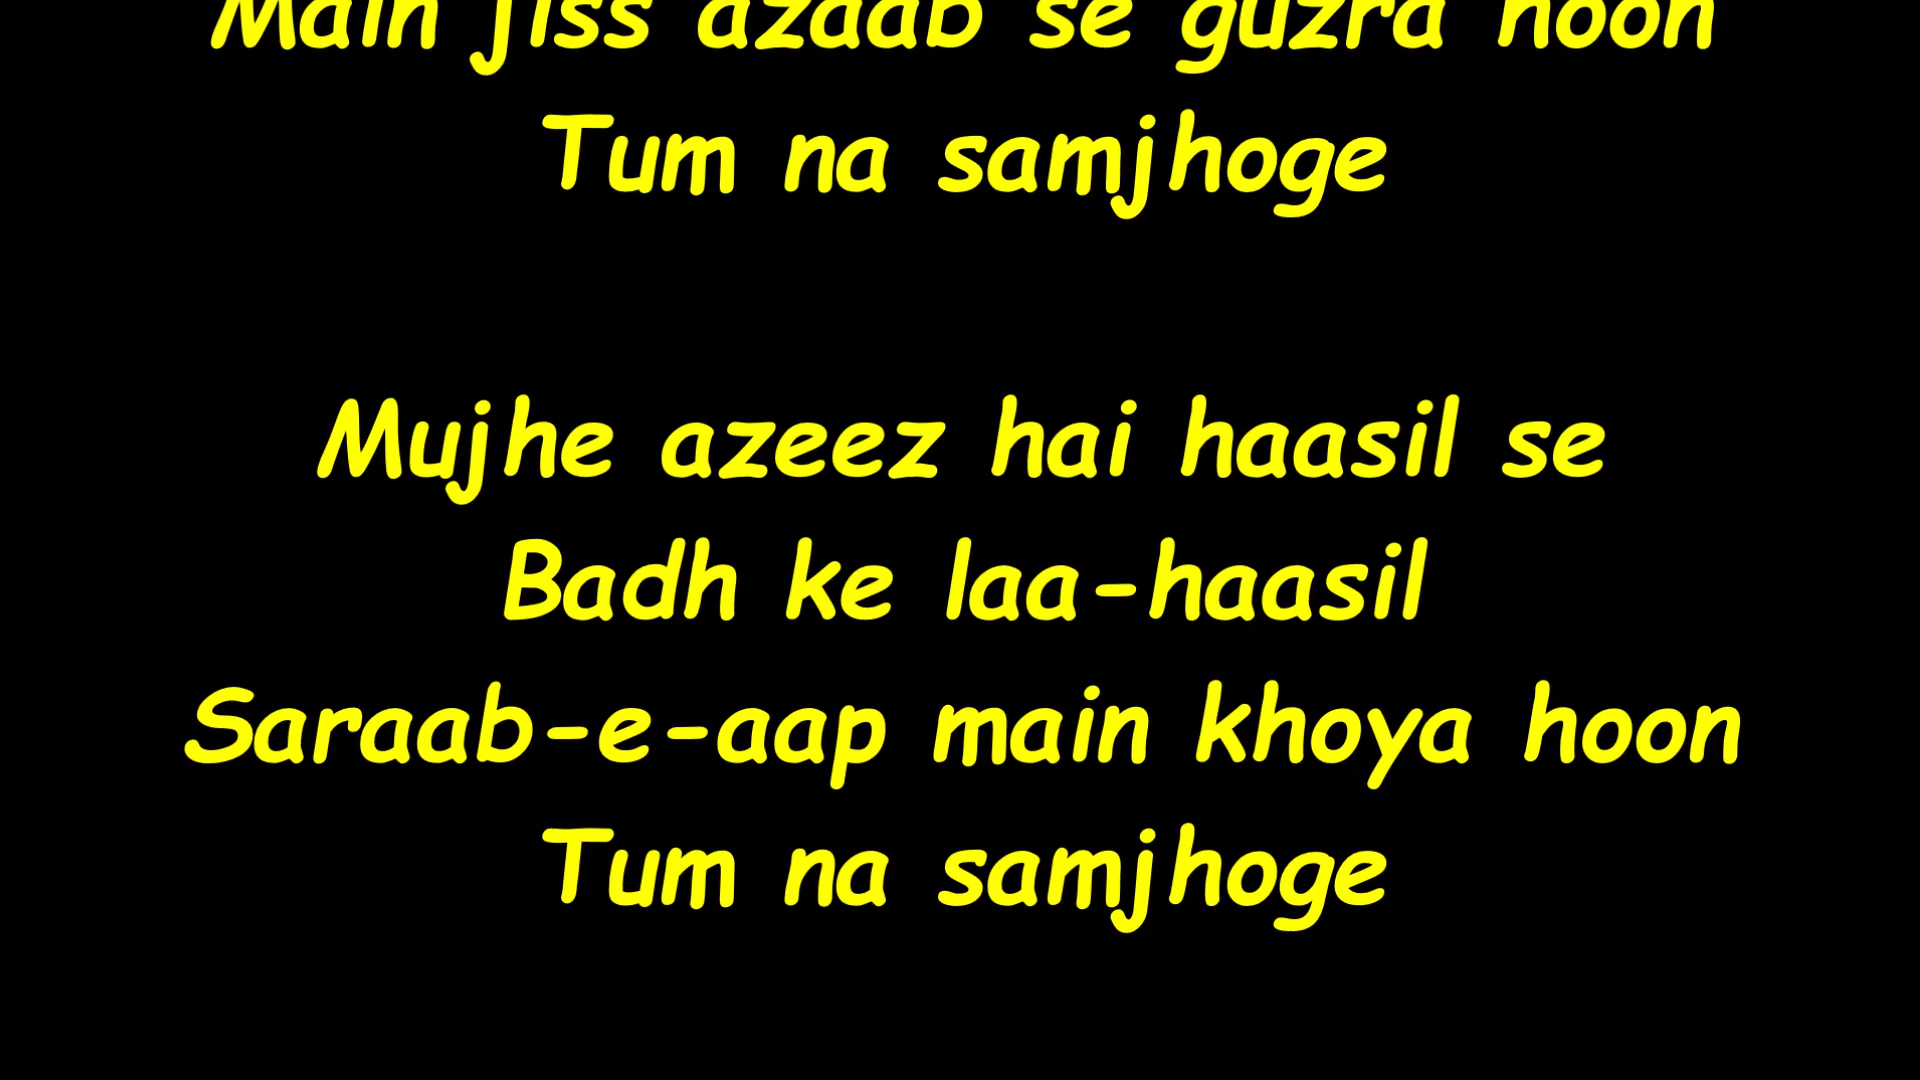 Main jiss azaab se guzra hoon
Tum na samjhoge
Mujhe azeez hai haasil se
Badh ke laa-haasil
Saraab-e-aap main khoya hoon
Tum na samjhoge